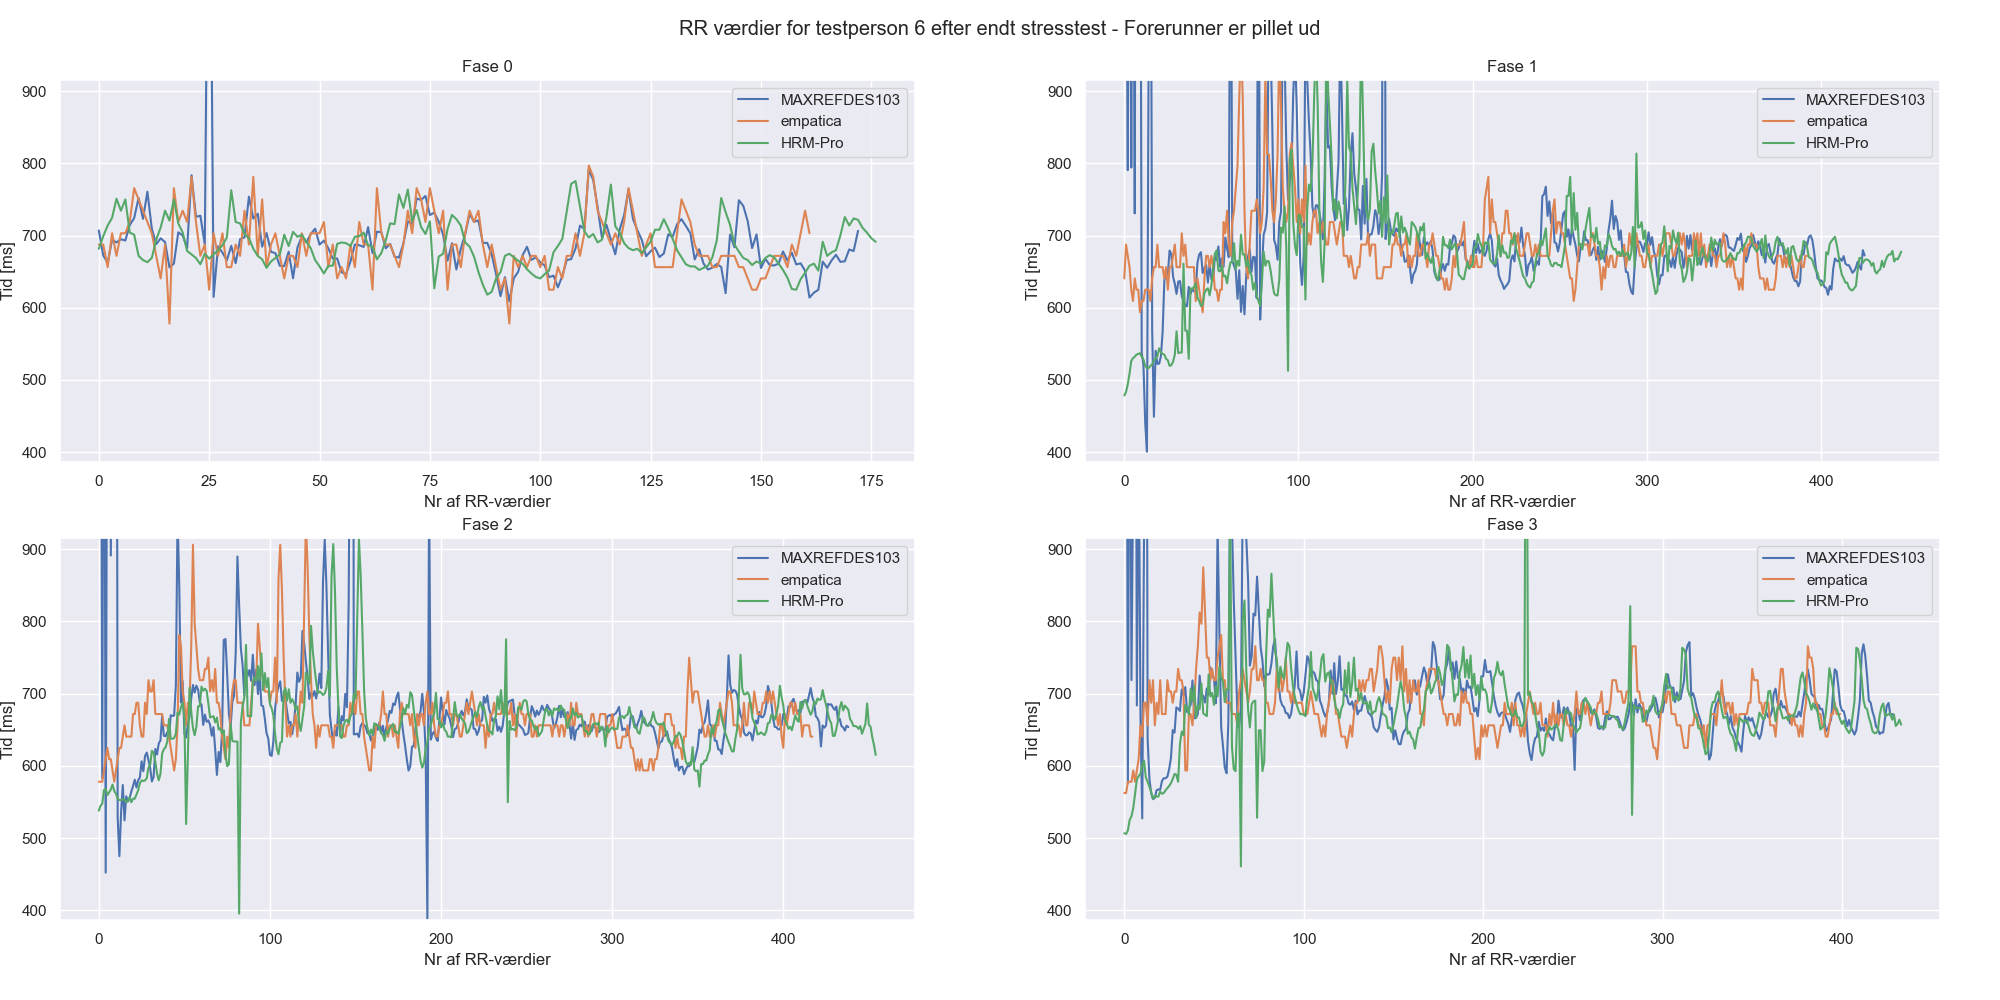 RR værdier for testperson 6 efter endt stresstest - Forerunner er pillet ud
Fase 0
900
800
700
600
500
400
Tid [ms]
0 25 50 75 100 125 150 175
Nr af RR-værdier
MAXREFDES103
empatica
HRM-Pro
Fase 1
900
800
700
600
500
400
Tid [ms]
0 100 200 300 400
Nr af RR-værdier
MAXREFDES103
empatica
HRM-Pro
Fase 2
900
800
700
600
500
400
Tid [ms]
0 100 200 300 400
Nr af RR-værdier
MAXREFDES103
empatica
HRM-Pro
Fase 3
900
800
700
600
500
400
Tid [ms]
0 100 200 300 400
Nr af RR-værdier
MAXREFDES103
empatica
HRM-Pro